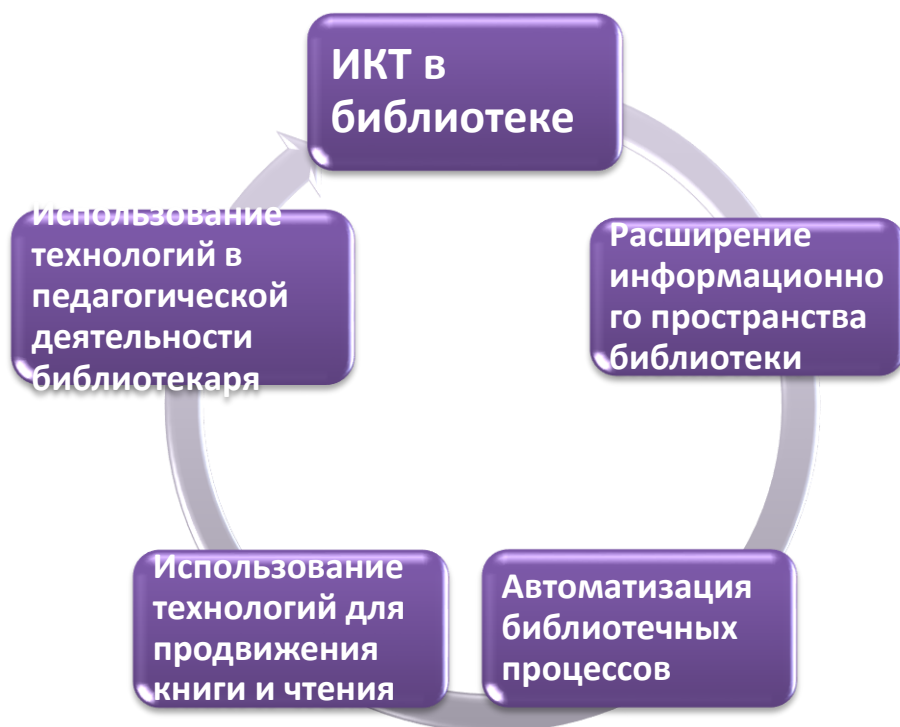 ИКТ в
библиотеке
Расширение
информационно
го пространства
библиотеки
Автоматизация
библиотечных
процессов
Использование
технологий для
продвижения
книги и чтения
Использование
технологий в
педагогической
деятельности
библиотекаря